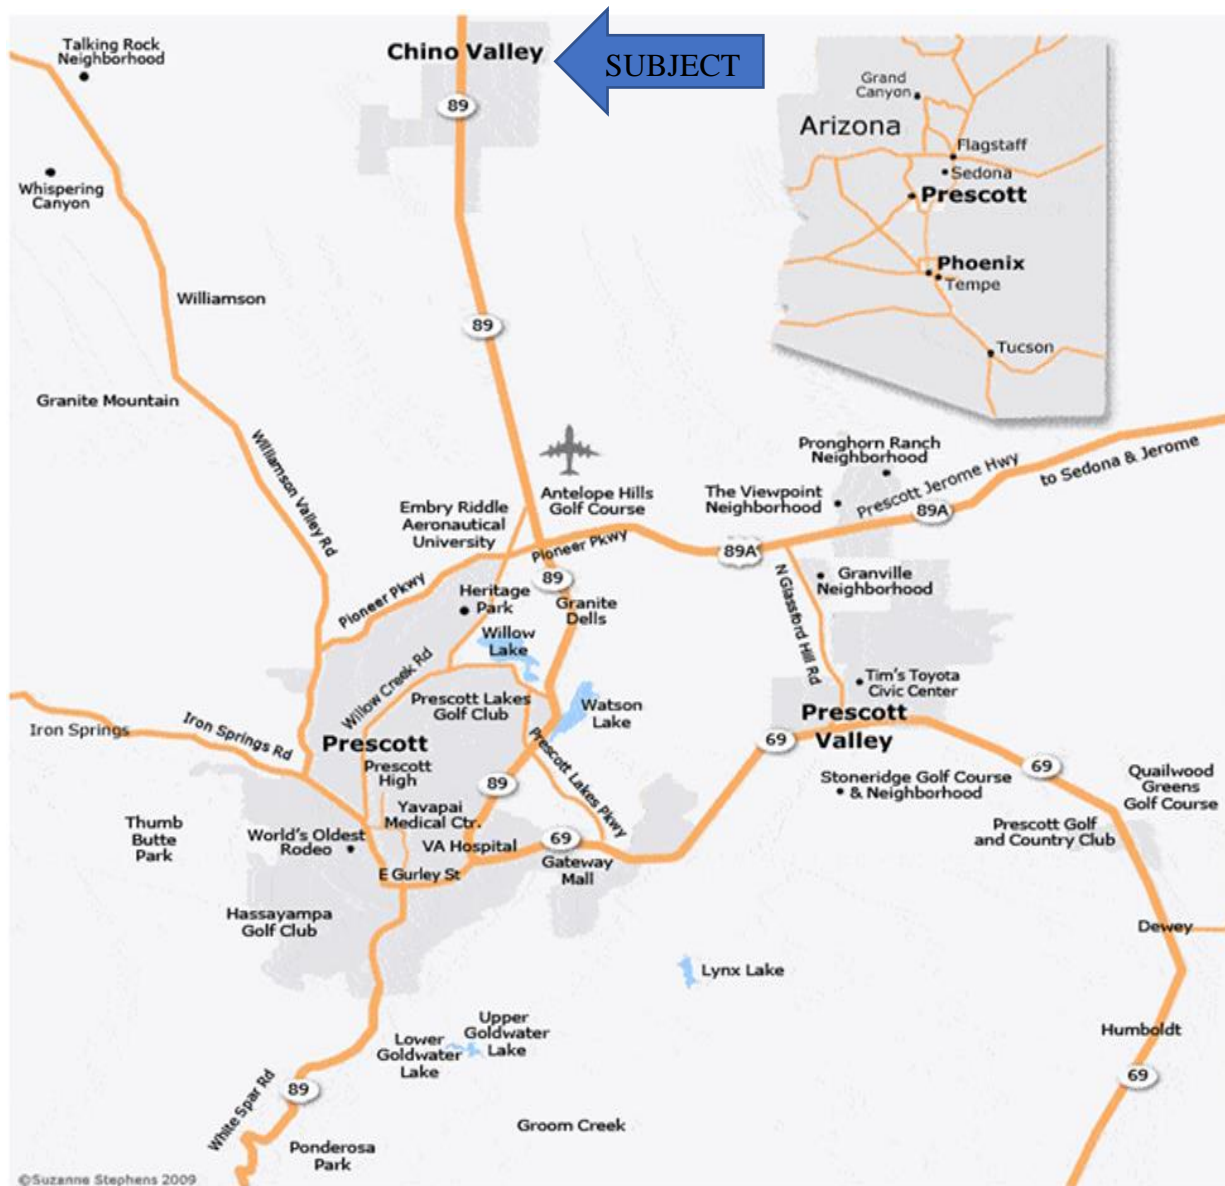 Talking Rock
Neighborhood
Chino Valley
SUBJECT
89
Whispering
Canyon
Grand
Canyon
Arizona
Flagstaff
Sedona
Prescott
Phoenix
Tempe
Tucson
Williamson
89
Granite Mountain
Williamson Valley Rd
Pronghorn Ranch
Neighborhood
Prescott Jerome Hwy
to Sedona & Jerome
Embry Riddle
Aeronautical
University
Antelope Hills
Golf Course
The Viewpoint
Neighborhood
89A
Pioneer Pkwy
89A
Pioneer Pkwy
89
Heritage
Park
Granite
Dells
N Glassford Hill Rd
Granville
Neighborhood
Willow
Lake
Willow Creek Rd
Prescott Lakes
Golf Club
Watson
Lake
Tim's Toyota
Civic Center
Iron Springs
Iron Springs Rd
Prescott
Prescott
High
Prescott Lakes Pkwy
Prescott
Valley
69
69
Stoneridge Golf Course
& Neighborhood
Quailwood
Greens
Golf Course
89
Thumb
Butte
Park
World's Oldest
Rodeo
Yavapai
Medical Ctr.
VA Hospital
69
Gateway
Mall
Prescott Golf
and Country Club
E Gurley St
Hassayampa
Golf Club
Dewey
Lynx Lake
Upper
Goldwater
Lake
Lower
Goldwater
Lake
Humboldt
69
White Spar Rd
89
Groom Creek
Ponderosa
Park
©Suzanne Stephens 2009